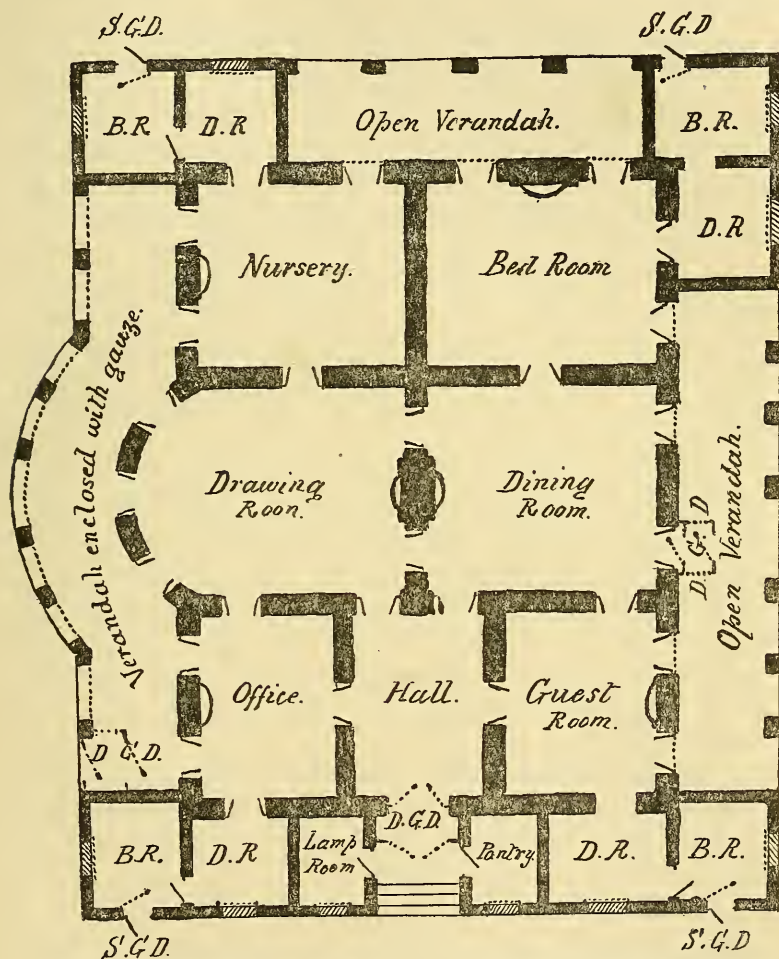 S.G.D.
S.G.D
B.R
D.R
Open Verandah.
B.R.
D.R
Nursery.
Bed Room
Verandah enclosed with gauze.
Drawing
Roon.
Dining
Room.
D
G.
D.
Open Verandah.
Office.
Hall.
Guest
Room.
D G.D.
B.R.
D.R
Lamp
Room
D.G.D.
Pantry.
D.R.
B.R.
S.G.D.
S.G.D